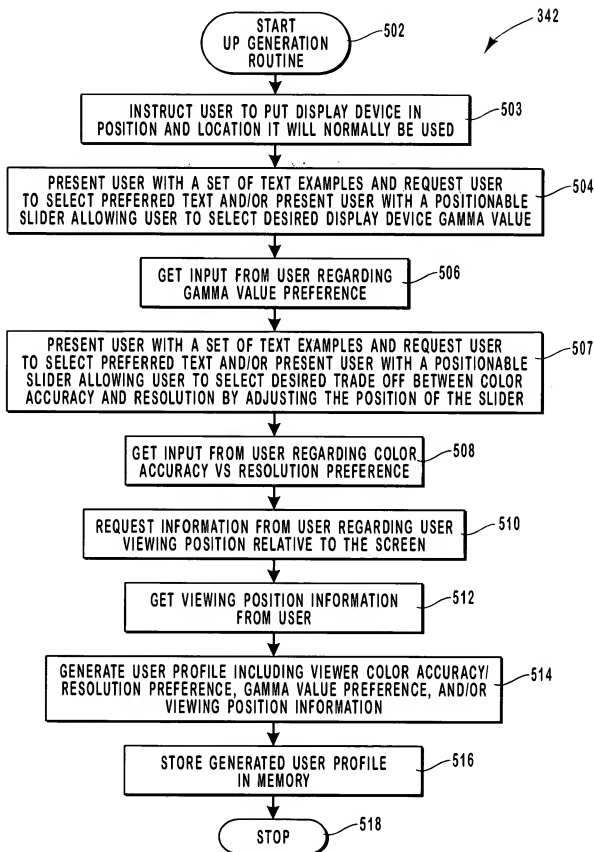 342
START
UP GENERATION
ROUTINE
502
INSTRUCT USER TO PUT DISPLAY DEVICE IN
POSITION AND LOCATION IT WILL NORMALLY BE USED
503
PRESENT USER WITH A SET OF TEXT EXAMPLES AND REQUEST USER
TO SELECT PREFERRED TEXT AND/OR PRESENT USER WITH A POSITIONABLE
SLIDER ALLOWING USER TO SELECT DESIRED DISPLAY DEVICE GAMMA VALUE
504
GET INPUT FROM USER REGARDING
GAMMA VALUE PREFERENCE
506
PRESENT USER WITH A SET OF TEXT EXAMPLES AND REQUEST USER
TO SELECT PREFERRED TEXT AND/OR PRESENT USER WITH A POSITIONABLE
SLIDER ALLOWING USER TO SELECT DESIRED TRADE OFF BETWEEN COLOR
ACCURACY AND RESOLUTION BY ADJUSTING THE POSITION OF THE SLIDER
507
GET INPUT FROM USER REGARDING COLOR
ACCURACY VS RESOLUTION PREFERENCE
508
REQUEST INFORMATION FROM USER REGARDING USER
VIEWING POSITION RELATIVE TO THE SCREEN
510
GET VIEWING POSITION INFORMATION
FROM USER
512
GENERATE USER PROFILE INCLUDING VIEWER COLOR ACCURACY/
RESOLUTION PREFERENCE, GAMMA VALUE PREFERENCE, AND/OR
VIEWING POSITION INFORMATION
514
STORE GENERATED USER PROFILE
IN MEMORY
516
STOP
518